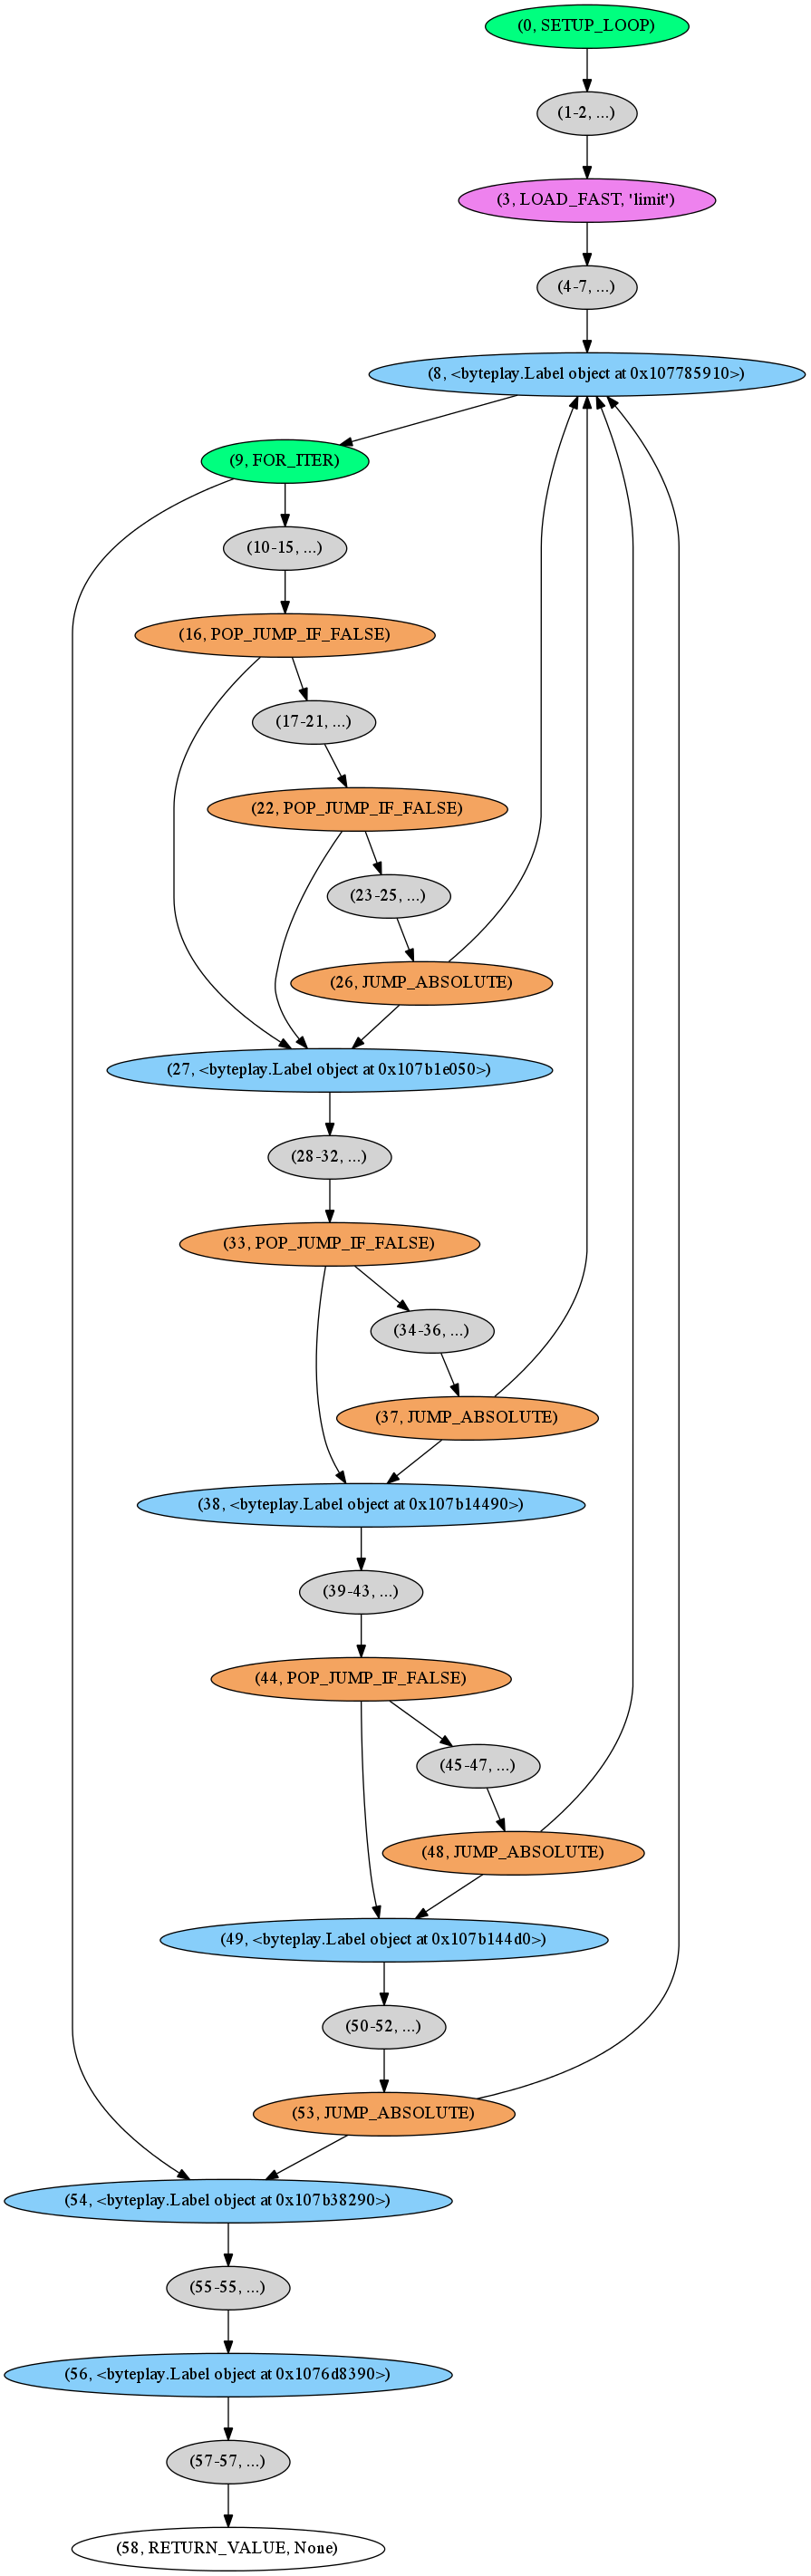 (0, SETUP_LOOP)
(1-2, ...)
(3, LOAD_FAST, 'limit')
(4-7, ...)
(8, <byteplay.Label object at 0x107785910>)
(9, FOR_ITER)
(10-15, ...)
(16, POP_JUMP_IF_FALSE)
(17-21, ...)
(22, POP_JUMP_IF_FALSE)
(23-25, ...)
(26, JUMP_ABSOLUTE)
(27, <byteplay.Label object at 0x107b1e050>)
(28-32, ...)
(33, POP_JUMP_IF_FALSE)
(34-36, ...)
(37, JUMP_ABSOLUTE)
(38, <byteplay.Label object at 0x107b14490>)
(39-43, ...)
(44, POP_JUMP_IF_FALSE)
(45-47, ...)
(48, JUMP_ABSOLUTE)
(49, <byteplay.Label object at 0x107b144d0>)
(50-52, ...)
(53, JUMP_ABSOLUTE)
(54, <byteplay.Label object at 0x107b38290>)
(55-55, ...)
(56, <byteplay.Label object at 0x1076d8390>)
(57-57, ...)
(58, RETURN_VALUE, None)